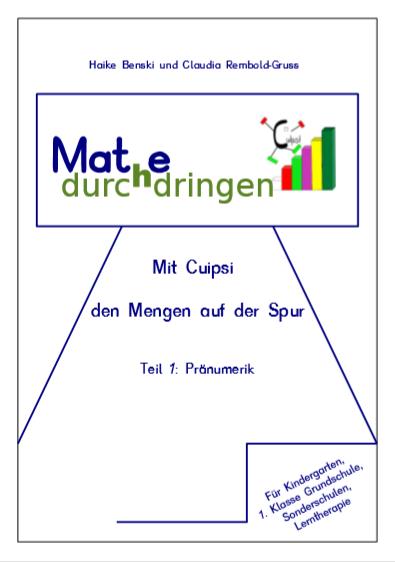 Haike Benski und Claudia Rembold-Gruss
Mathe
durchdringen
Cuipsi
Mit Cuipsi
den Mengen auf der Spur
Teil 1: Pränumerik
Für Kindergarten,
1. Klasse Grundschule,
Sonderschulen,
Lerntherapie